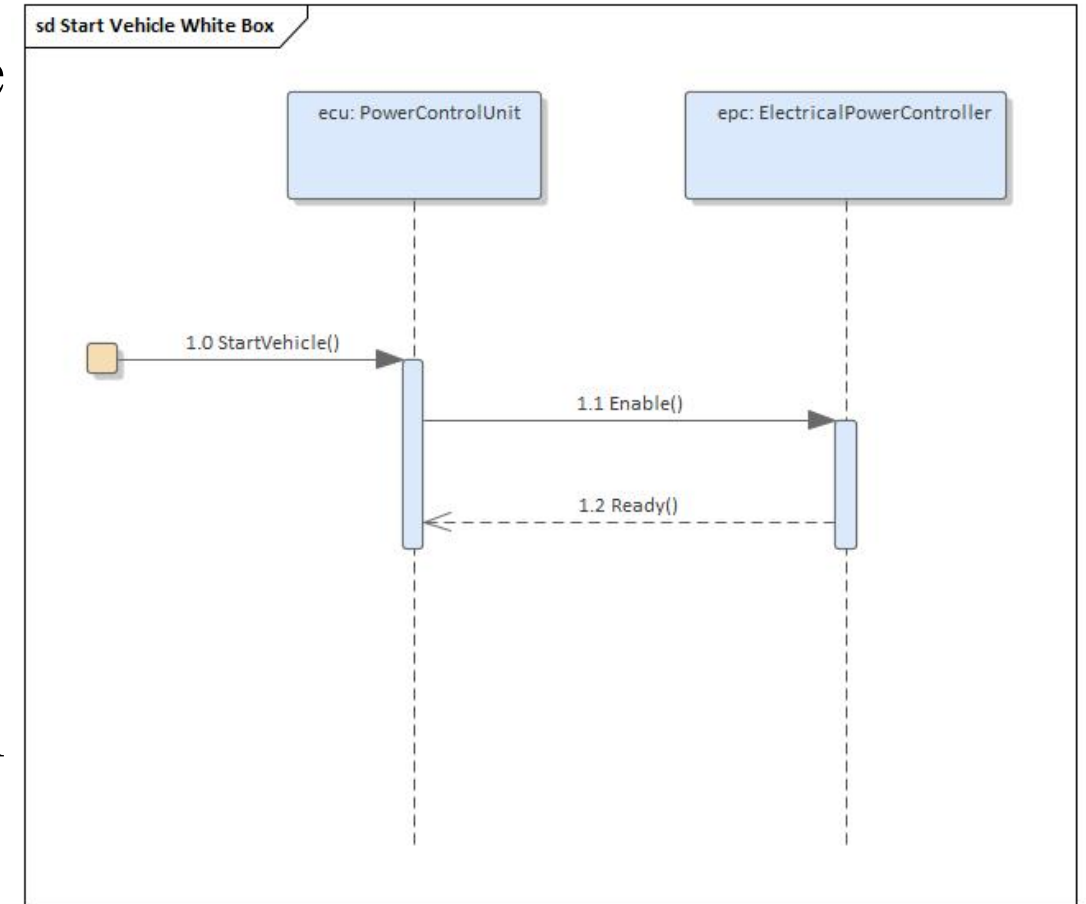 sd Start Vehicle White Box
e
ecu: PowerControlUnit
epc: ElectricalPowerController
1.0 StartVehicle()
1.1 Enable()
1.2 Ready()